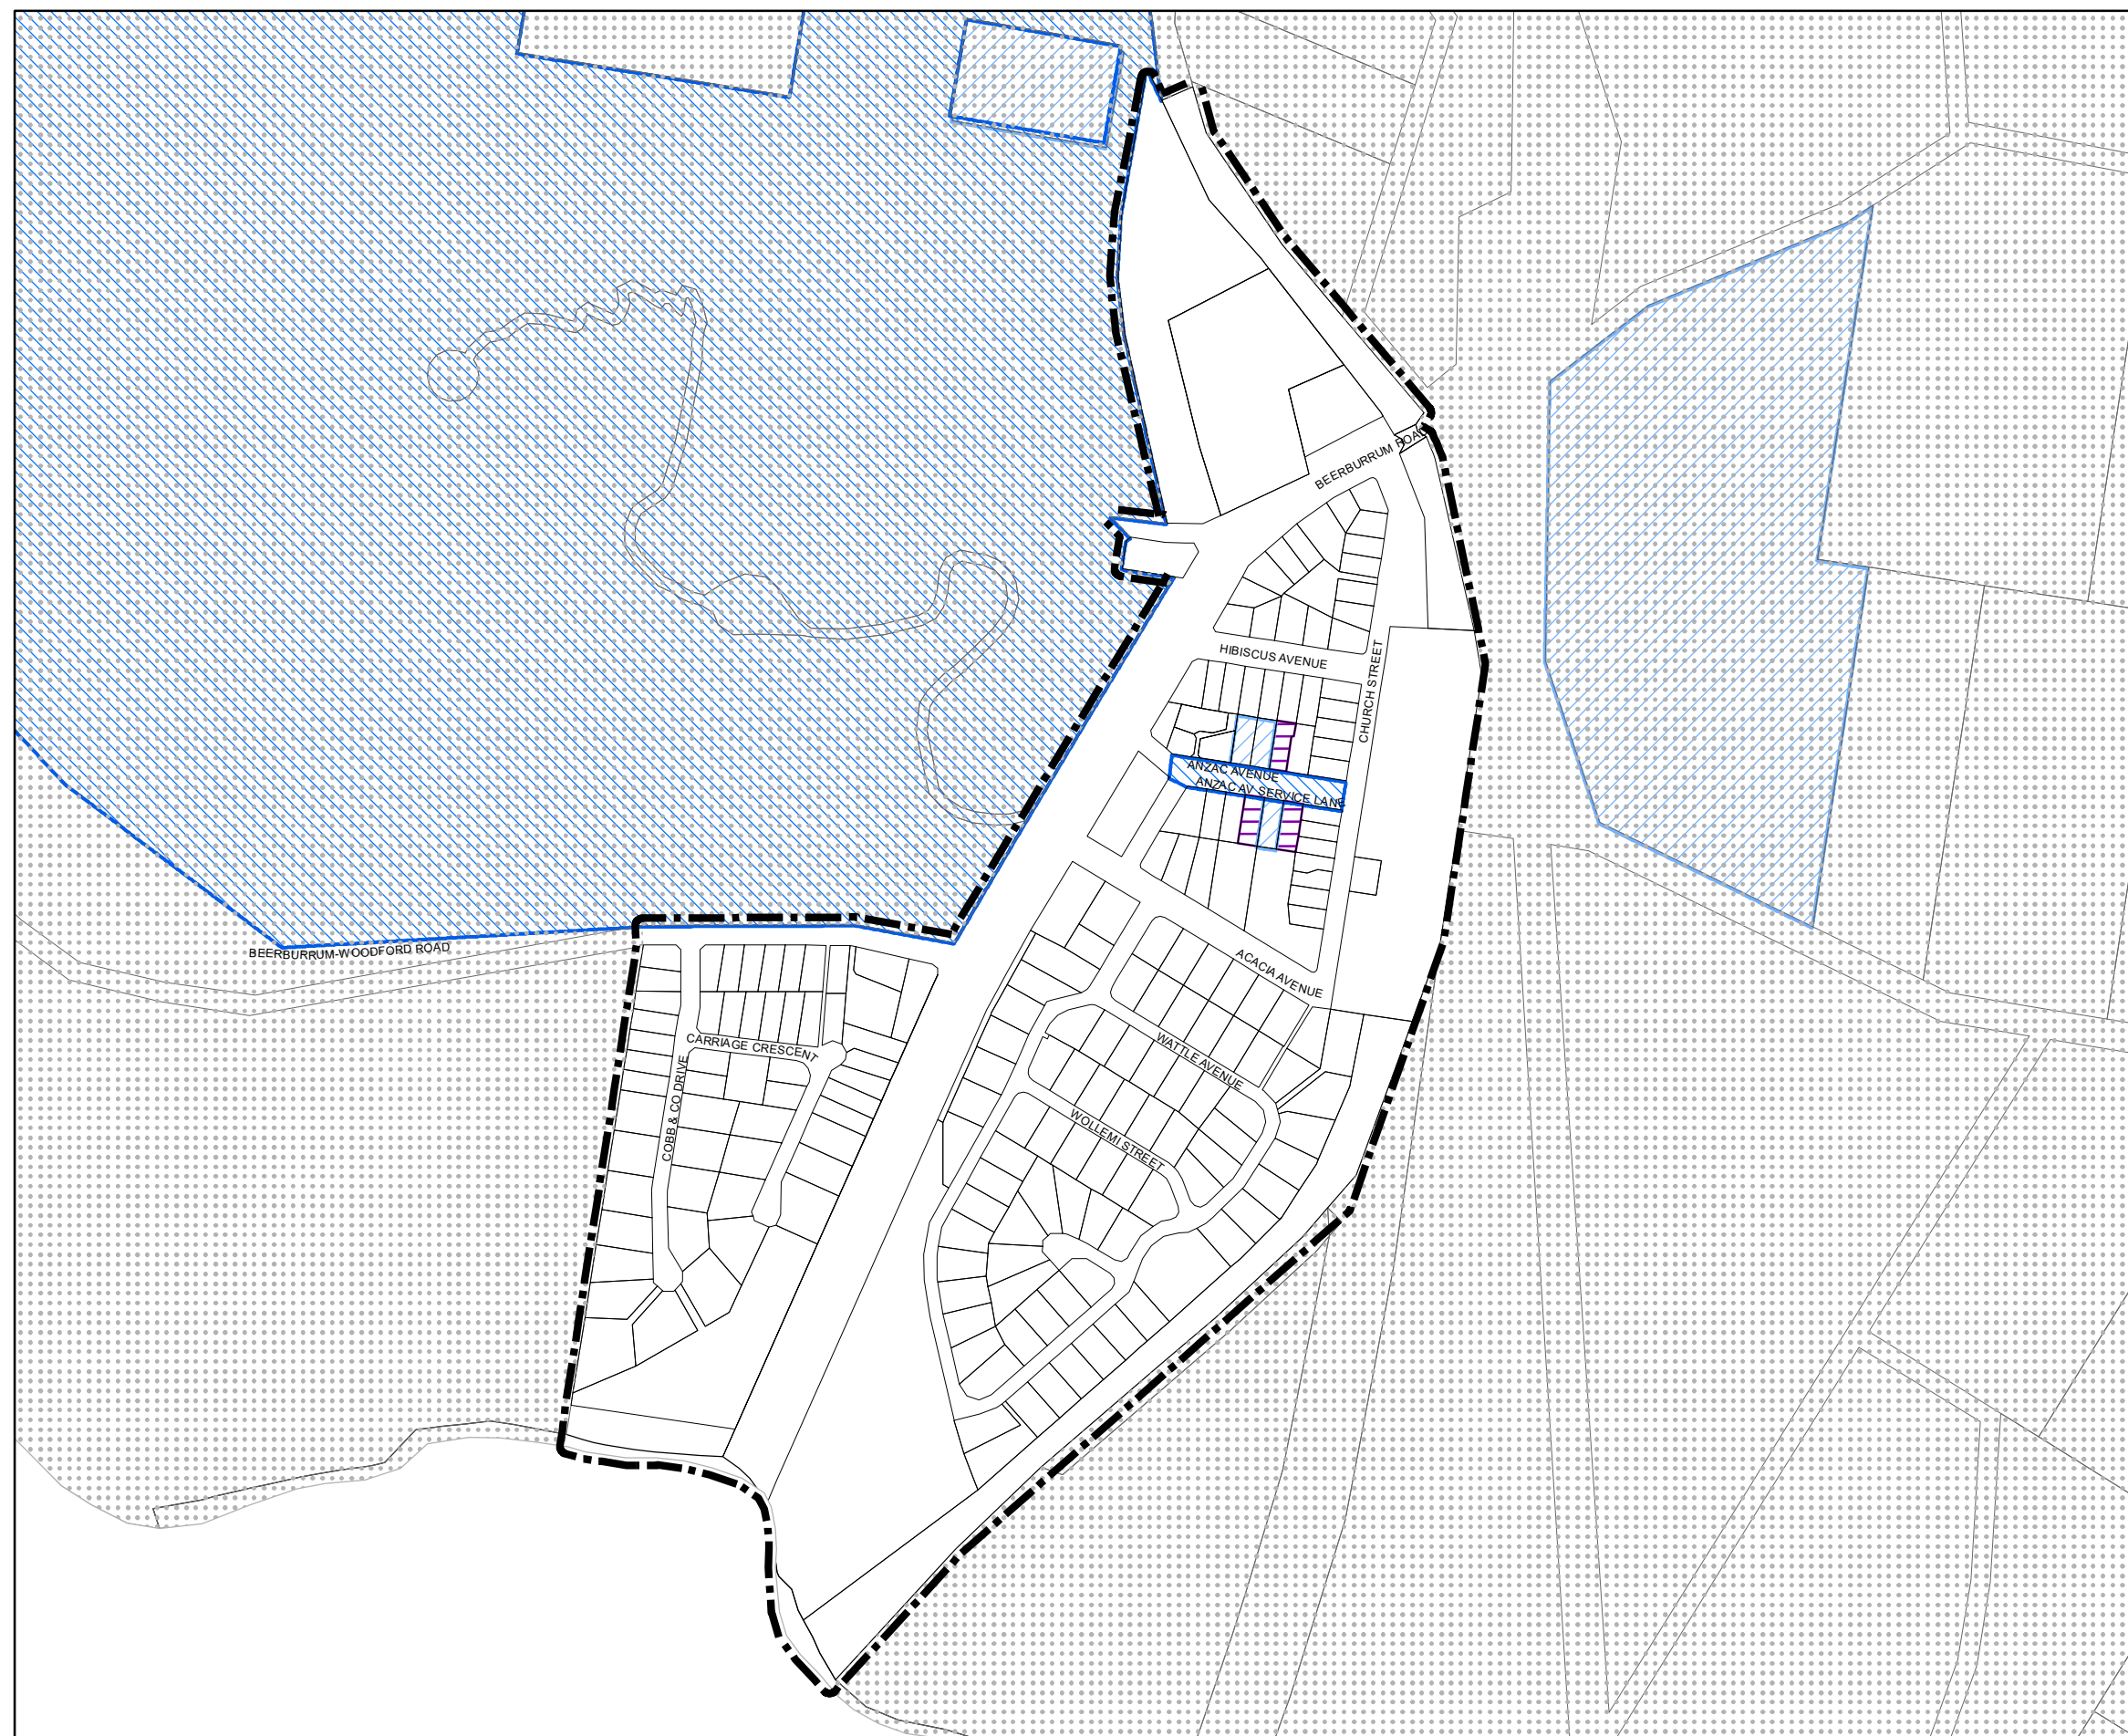 BEERBURRUM ROAD
HIBISCUS AVENUE
CHURCH STREET
ANZAC AVENUE
ANZAC AV SERVICE LANE
BEERBURRUM-WOODFORD ROAD
ACACIA AVENUE
CARRIAGE CRESCENT
WATTLE AVENUE
COBB & CO DRIVE
WOLLEMI STREET